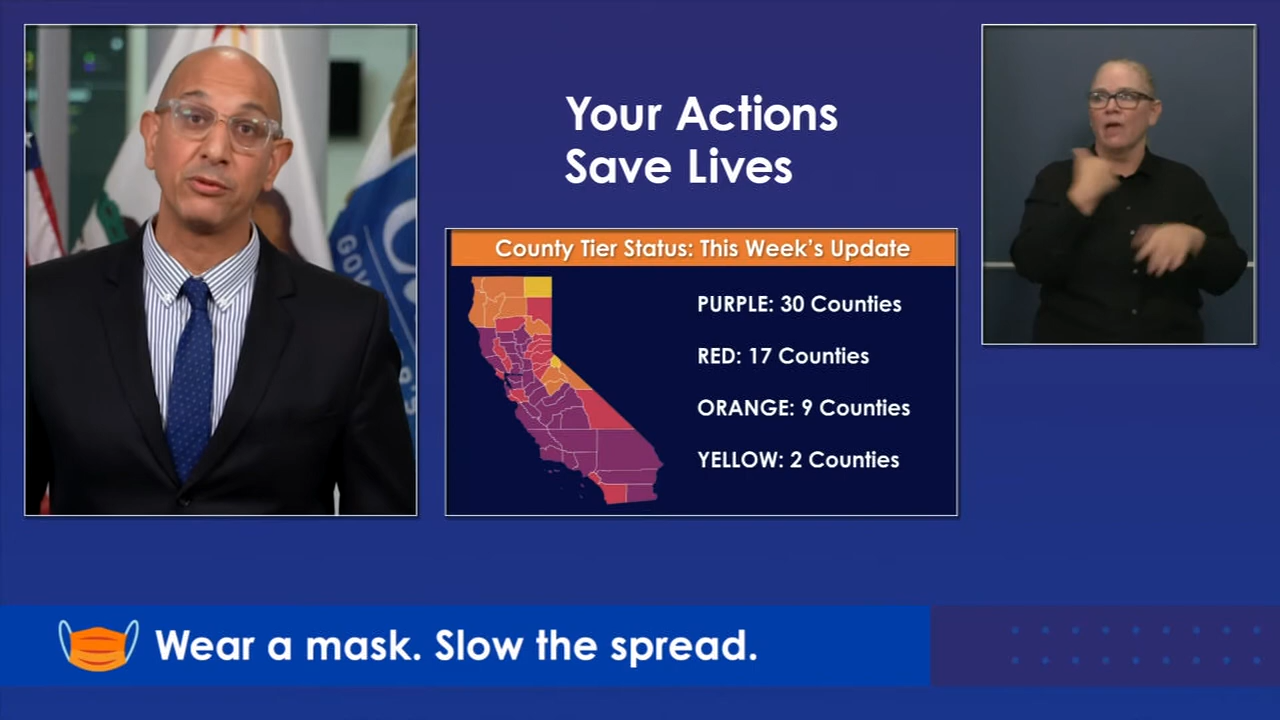 Your Actions
Save Lives
County Tier Status: This Week's Update
PURPLE: 30 Counties
RED: 17 Counties
ORANGE: 9 Counties
YELLOW: 2 Counties
Wear a mask. Slow the spread.